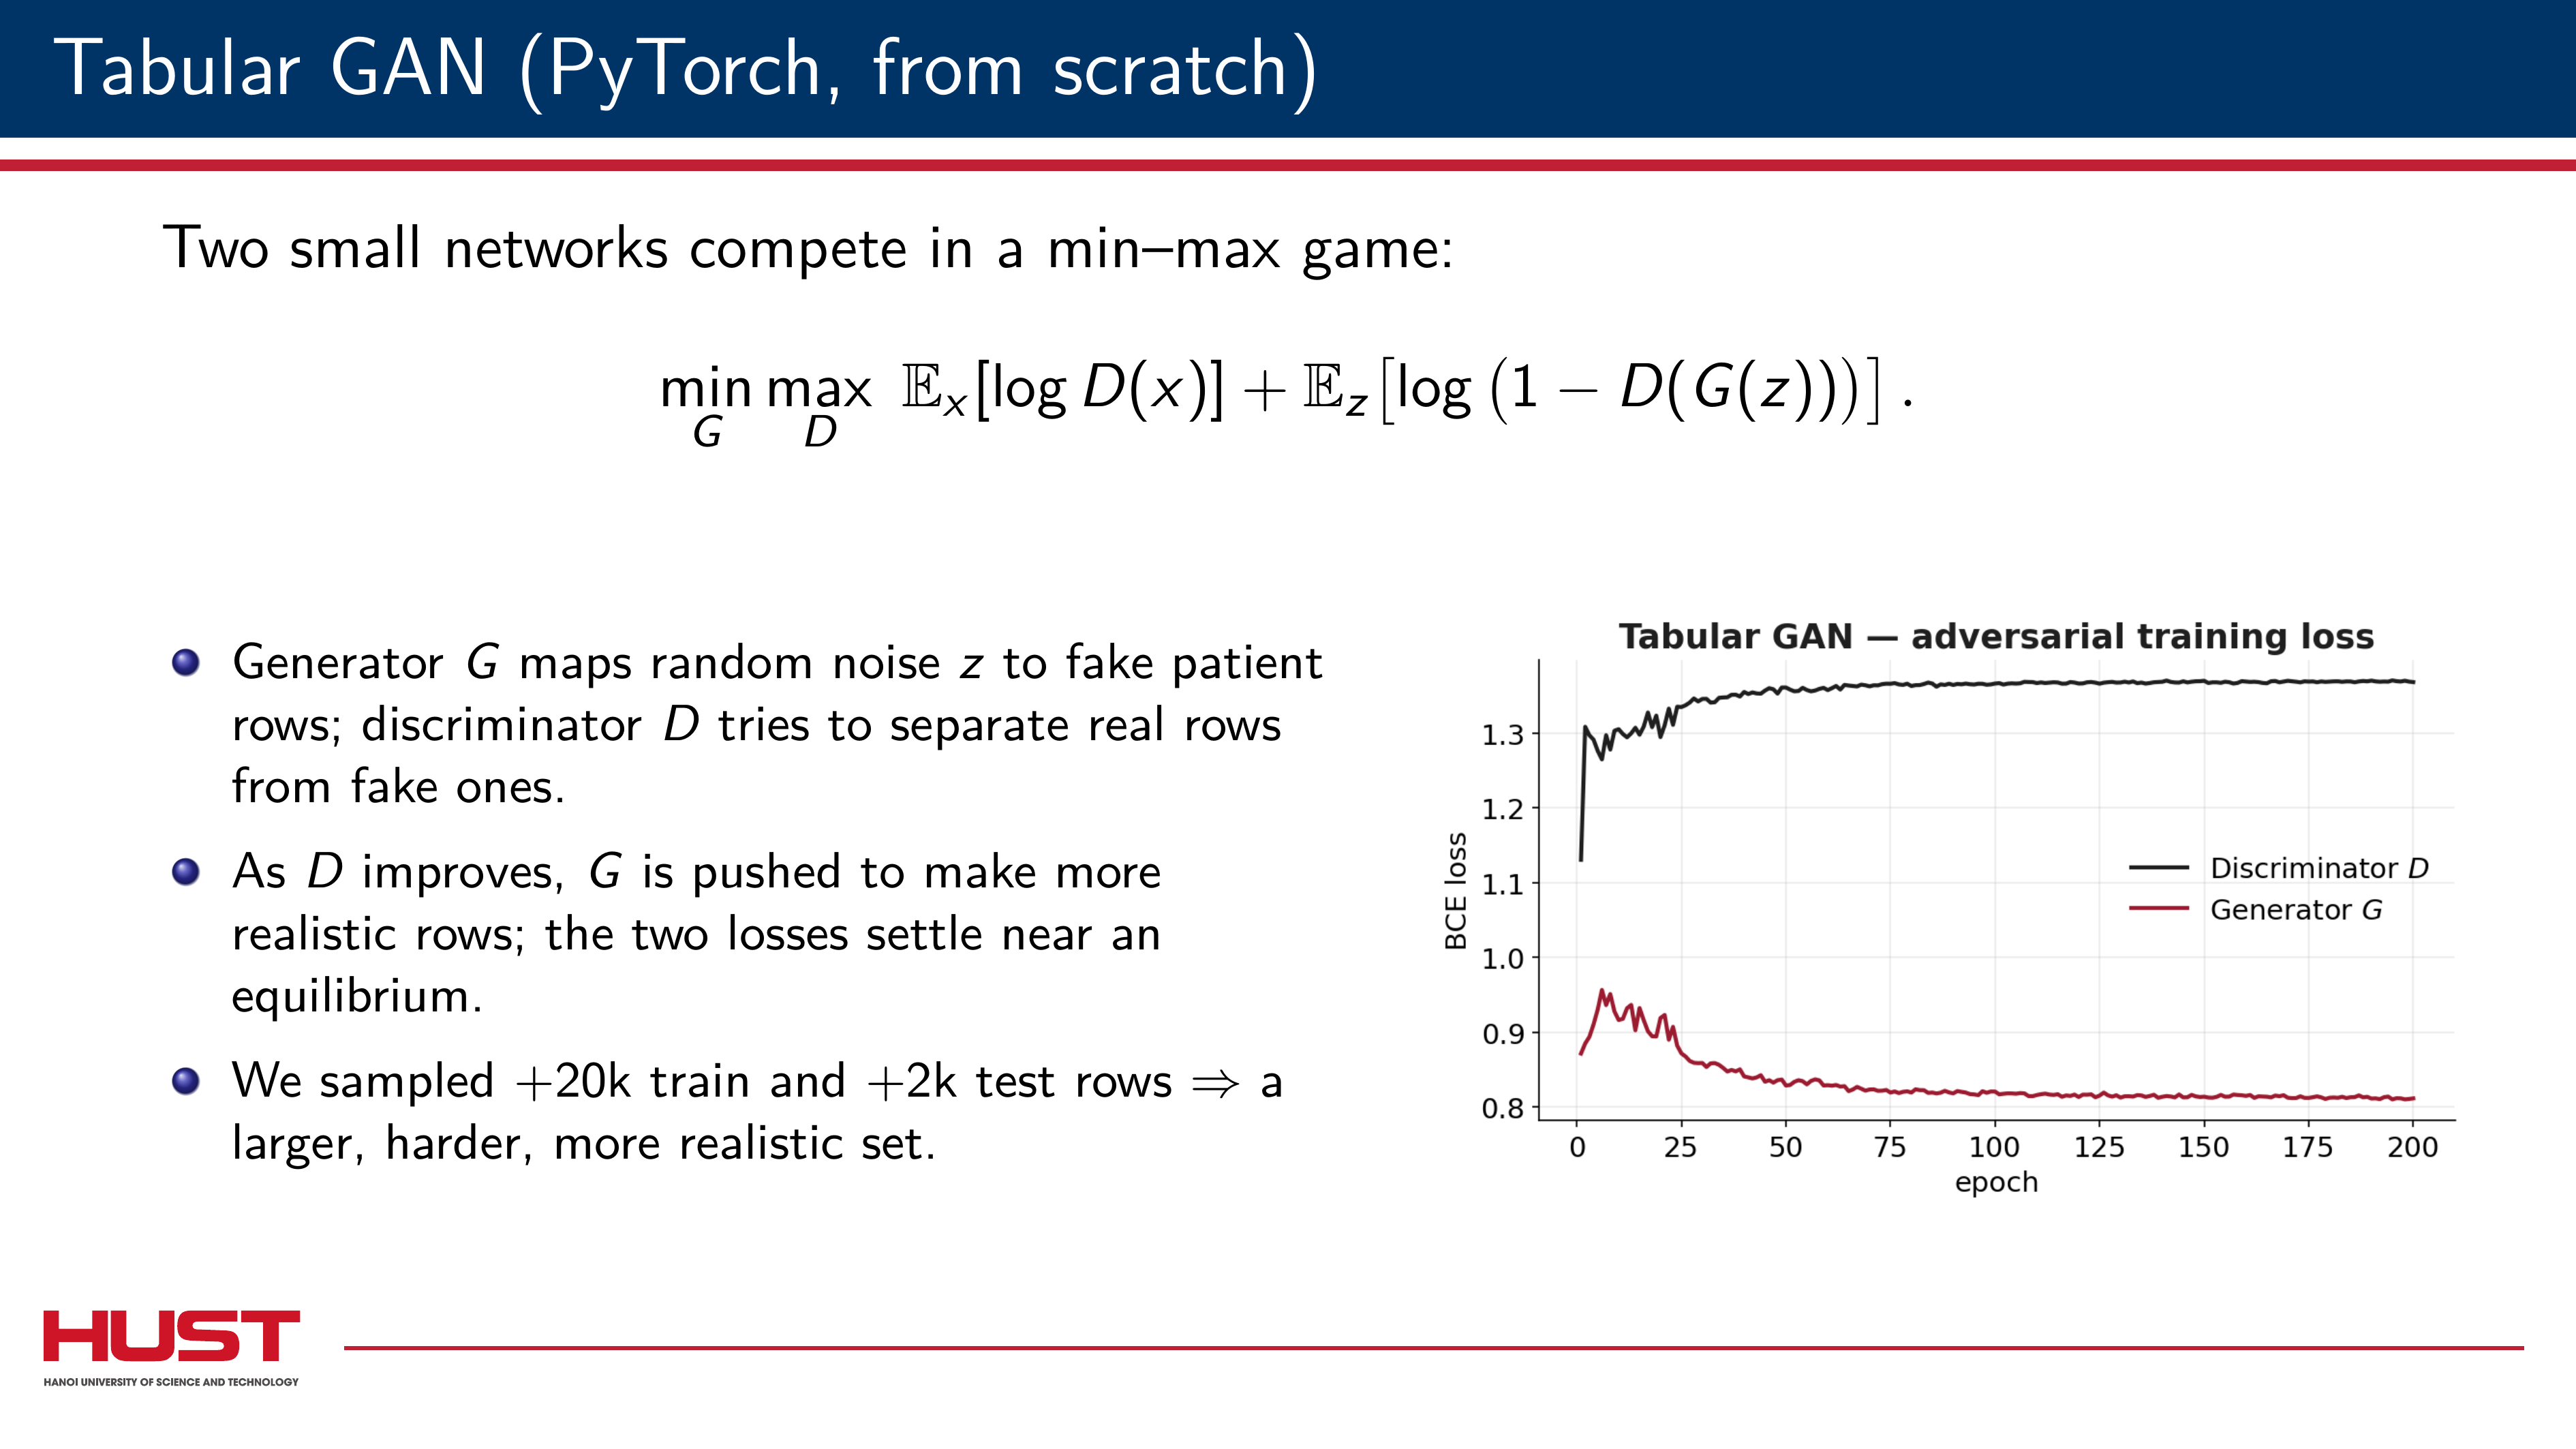 Tabular GAN (PyTorch, from scratch)
Two small networks compete in a min–max game:
min_G max_D 𝔼_x[log D(x)] + 𝔼_z[log (1 − D(G(z)))] .
Generator G maps random noise z to fake patient
rows; discriminator D tries to separate real rows
from fake ones.
As D improves, G is pushed to make more
realistic rows; the two losses settle near an
equilibrium.
We sampled +20k train and +2k test rows ⇒ a
larger, harder, more realistic set.
Tabular GAN — adversarial training loss
BCE loss
1.3
1.2
1.1
1.0
0.9
0.8
Discriminator D
Generator G
0 25 50 75 100 125 150 175 200
epoch
HUST
HANOI UNIVERSITY OF SCIENCE AND TECHNOLOGY